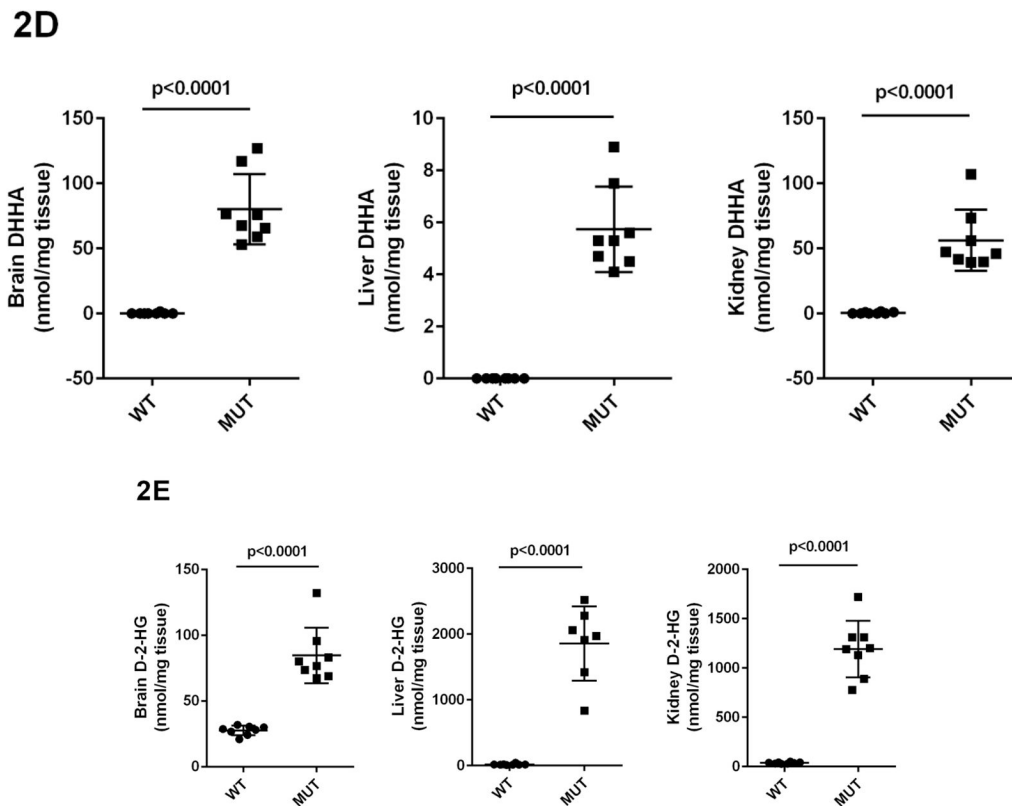 2D
p<0.0001
Brain DHHA
(nmol/mg tissue)
150
100
50
0
-50
WT
MUT
p<0.0001
Liver DHHA
(nmol/mg tissue)
10
8
6
4
2
0
WT
MUT
p<0.0001
Kidney DHHA
(nmol/mg tissue)
150
100
50
0
-50
WT
MUT
2E
p<0.0001
Brain D-2-HG
(nmol/mg tissue)
150
100
50
0
WT
MUT
p<0.0001
Liver D-2-HG
(nmol/mg tissue)
3000
2000
1000
0
WT
MUT
p<0.0001
Kidney D-2-HG
(nmol/mg tissue)
2000
1500
1000
500
0
WT
MUT